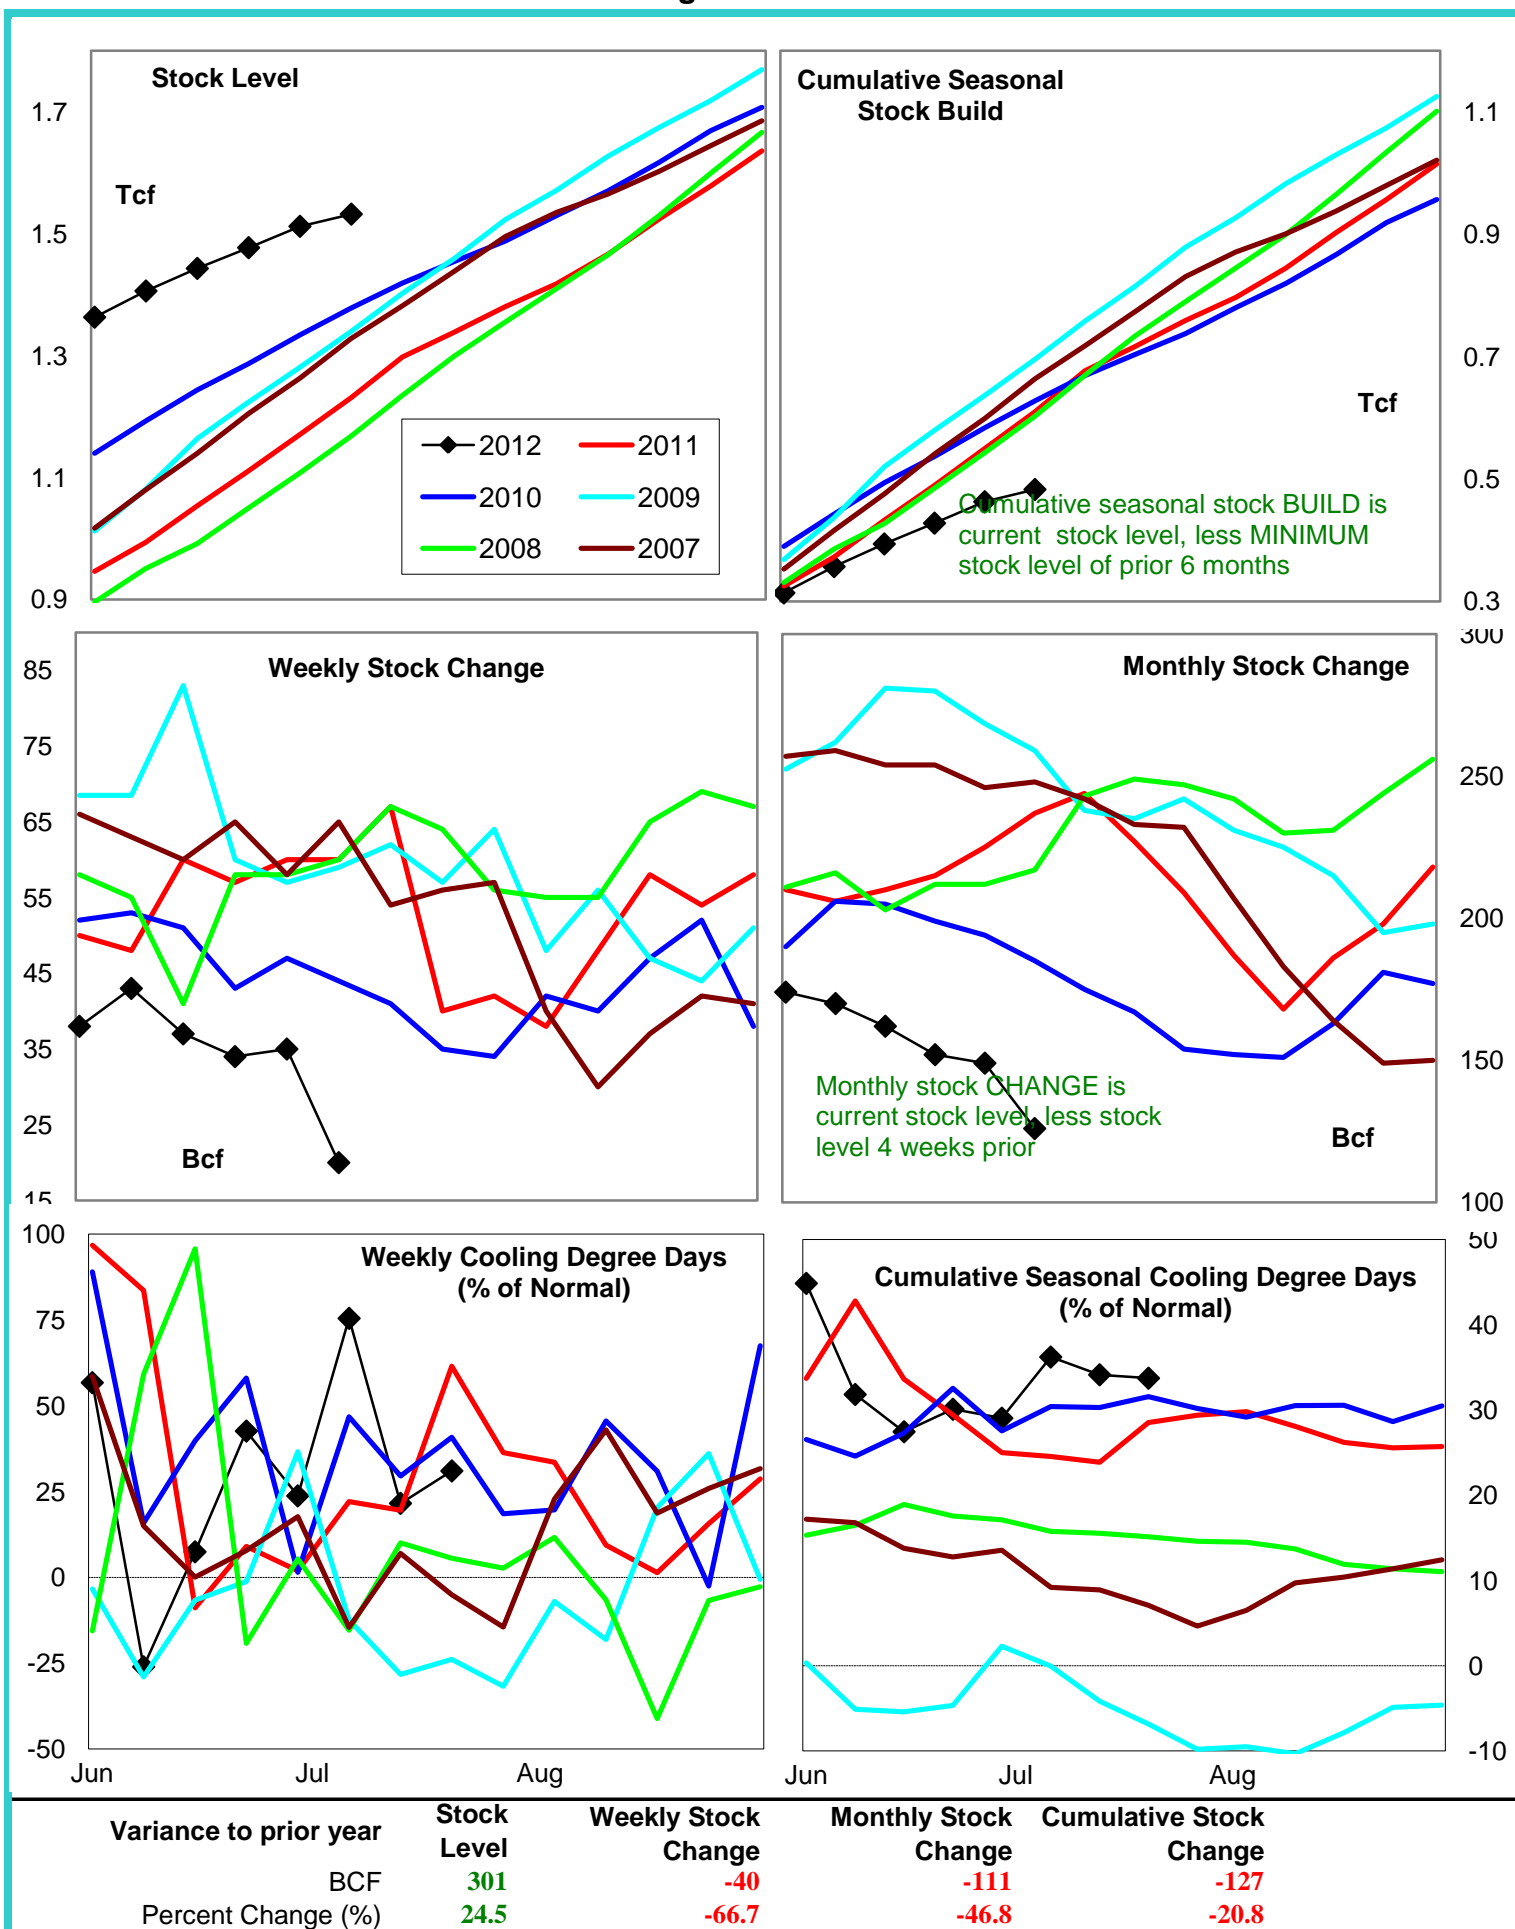 Stock Level
Tcf
1.7
1.5
1.3
1.1
0.9
2012
2011
2010
2009
2008
2007
Cumulative Seasonal
Stock Build
Tcf
1.1
0.9
0.7
0.5
0.3
Cumulative seasonal stock BUILD is
current stock level, less MINIMUM
stock level of prior 6 months
Weekly Stock Change
85
75
65
55
45
35
25
15
Bcf
Monthly Stock Change
300
250
200
150
100
Monthly stock CHANGE is
current stock level, less stock
level 4 weeks prior
Bcf
Weekly Cooling Degree Days
(% of Normal)
100
75
50
25
0
-25
-50
Jun Jul Aug
Cumulative Seasonal Cooling Degree Days
(% of Normal)
50
40
30
20
10
0
-10
Jun Jul Aug
Variance to prior year
Stock
Level
Weekly Stock
Change
Monthly Stock
Change
Cumulative Stock
Change
BCF 301 -40 -111 -127
Percent Change (%) 24.5 -66.7 -46.8 -20.8